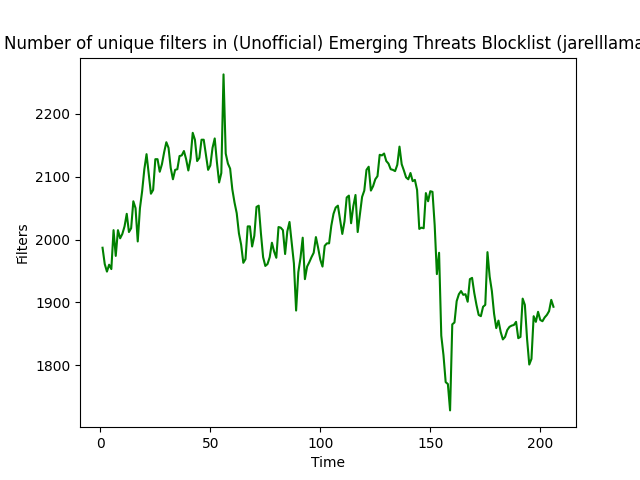 Number of unique filters in (Unofficial) Emerging Threats Blocklist (jarelllama
2200
2100
2000
1900
1800
Filters
0 50 100 150 200
Time